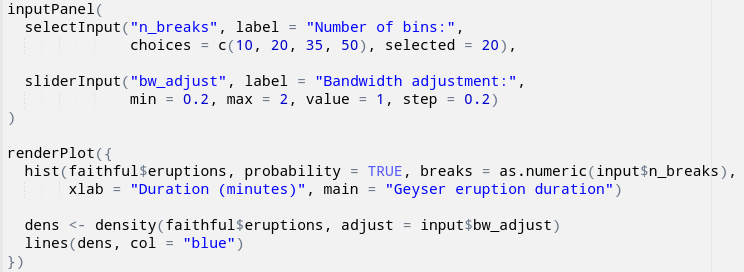 inputPanel(
  selectInput("n_breaks", label = "Number of bins:",
              choices = c(10, 20, 35, 50), selected = 20),

  sliderInput("bw_adjust", label = "Bandwidth adjustment:",
              min = 0.2, max = 2, value = 1, step = 0.2)
)

renderPlot({
  hist(faithful$eruptions, probability = TRUE, breaks = as.numeric(input$n_breaks),
       xlab = "Duration (minutes)", main = "Geyser eruption duration")

  dens <- density(faithful$eruptions, adjust = input$bw_adjust)
  lines(dens, col = "blue")
})